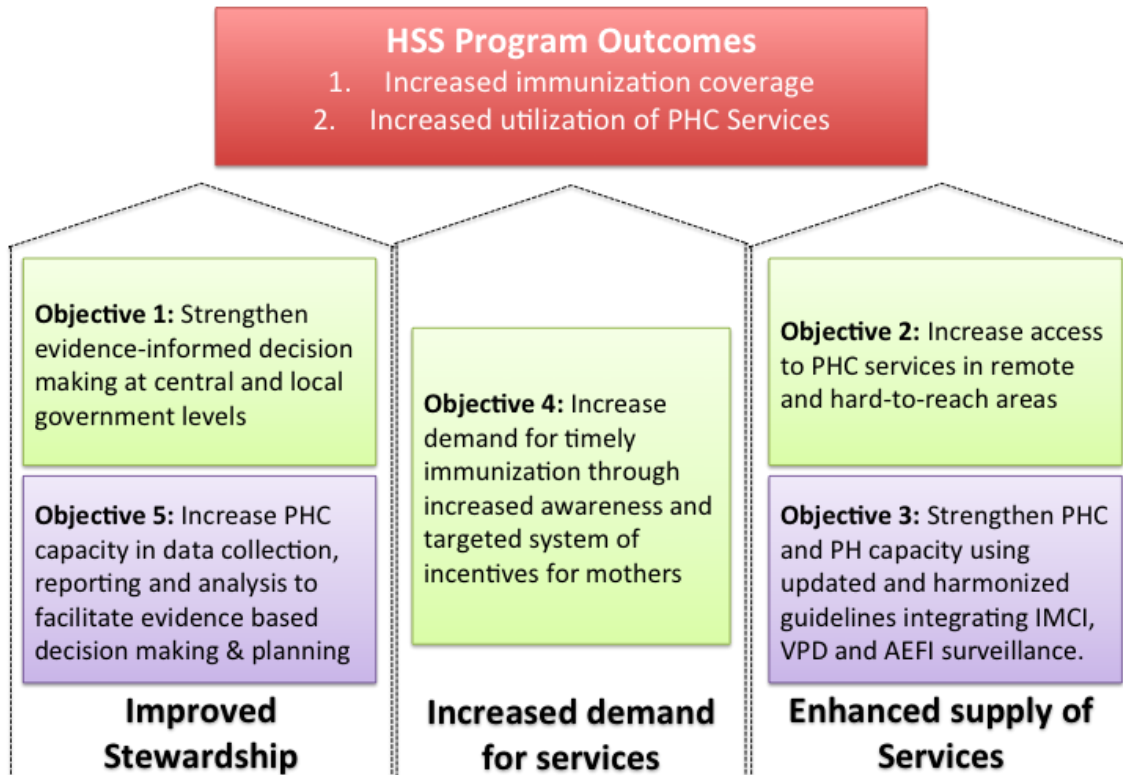 HSS Program Outcomes
1. Increased immunization coverage
2. Increased utilization of PHC Services
Objective 1: Strengthen
evidence-informed decision
making at central and local
government levels
Objective 5: Increase PHC
capacity in data collection,
reporting and analysis to
facilitate evidence based
decision making & planning
Improved
Stewardship
Objective 4: Increase
demand for timely
immunization through
increased awareness and
targeted system of
incentives for mothers
Increased demand
for services
Objective 2: Increase access
to PHC services in remote
and hard-to-reach areas
Objective 3: Strengthen PHC
and PH capacity using
updated and harmonized
guidelines integrating IMCI,
VPD and AEFI surveillance.
Enhanced supply of
Services